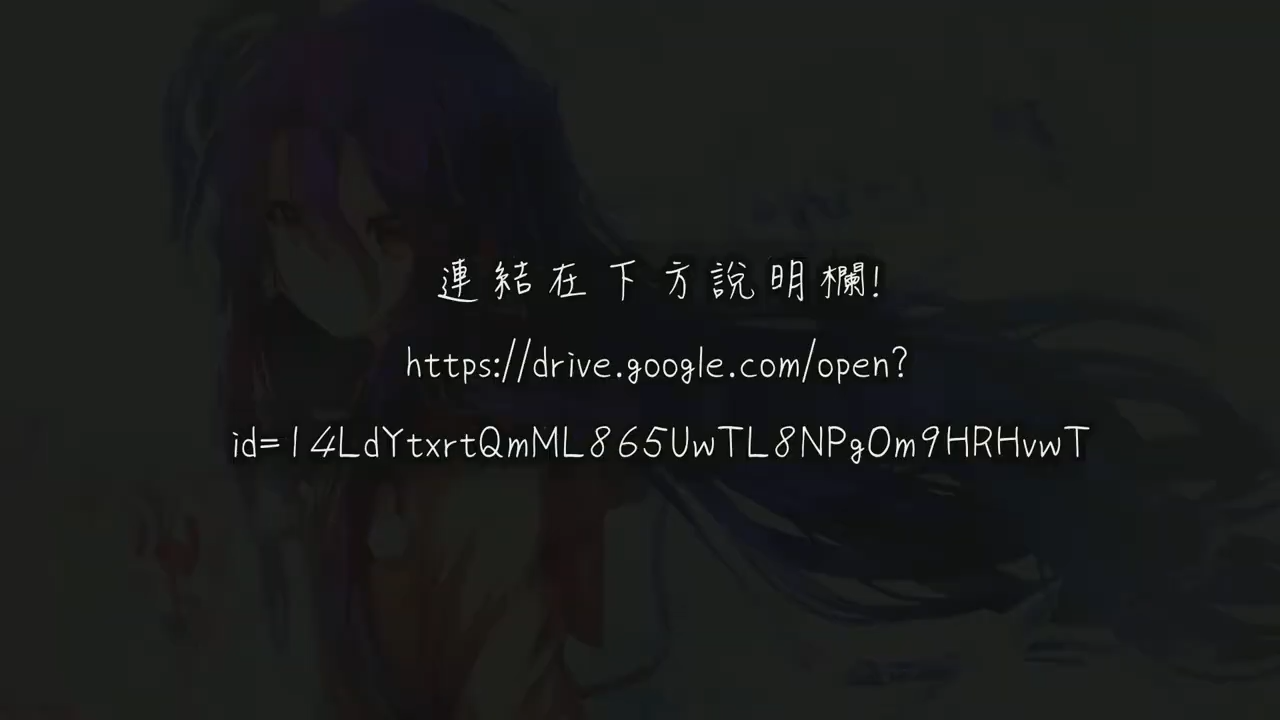 連結在下方說明欄!
https://drive.google.com/open?
id=14LdYtxrtQmML865UwTL8NPgOm9HRHvwT